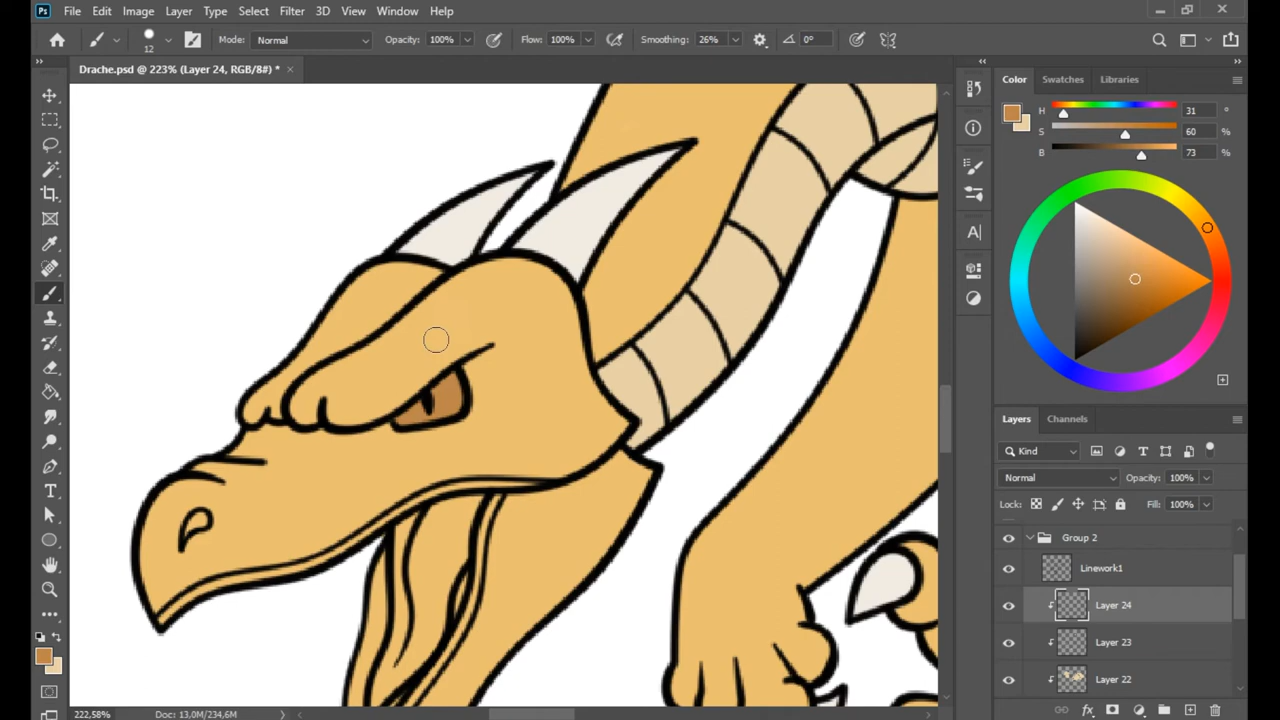 Ps File Edit Image Layer Type Select Filter 3D View Window Help
12 Mode: Normal Opacity: 100% Flow: 100% Smoothing: 26% 0°
Drache.psd @ 223% (Layer 24, RGB/8#) * ×
Color Swatches Libraries
H 31 °
S 60 %
B 73 %
Layers Channels
Kind
Normal Opacity: 100%
Lock: Fill: 100%
Group 2
Linework1
Layer 24
Layer 23
Layer 22
222,58% Doc: 13,0M/234,6M